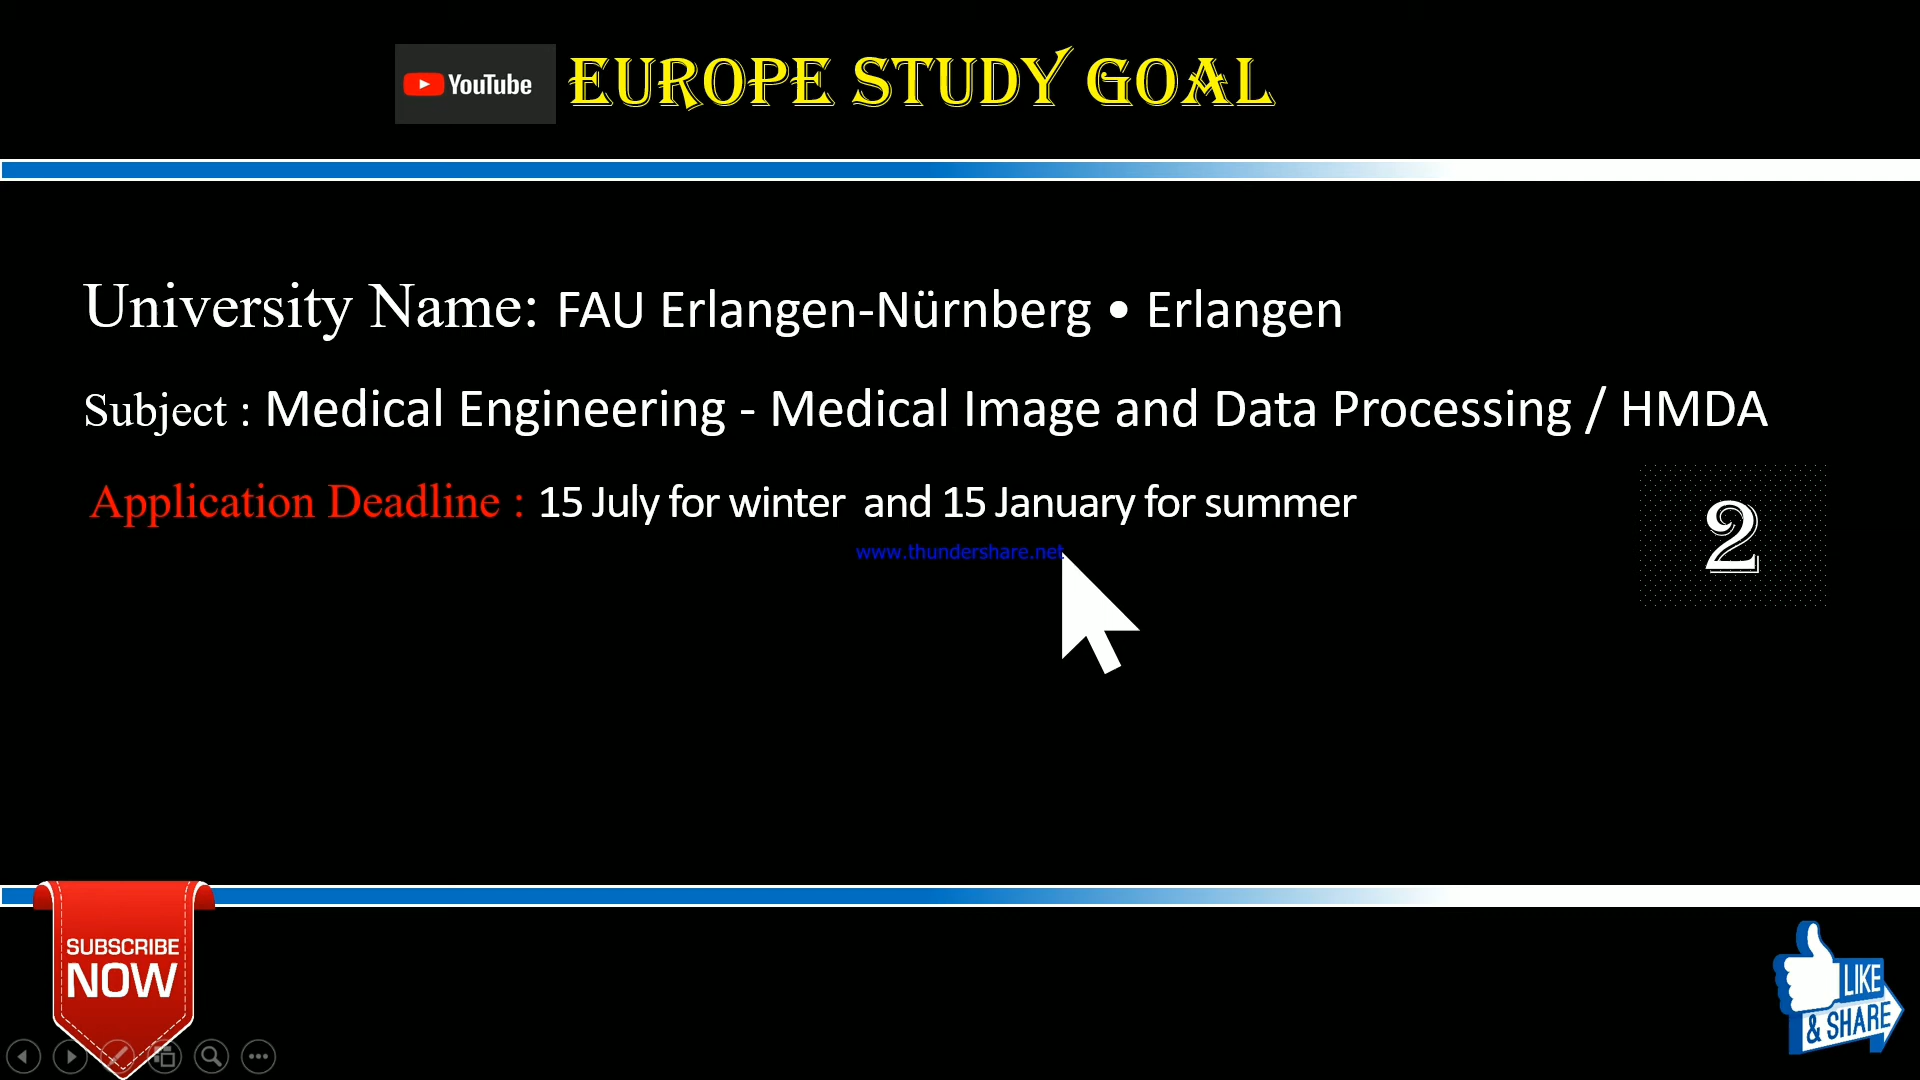 YouTube EUROPE STUDY GOAL
University Name: FAU Erlangen-Nürnberg • Erlangen
Subject : Medical Engineering - Medical Image and Data Processing / HMDA
Application Deadline : 15 July for winter and 15 January for summer
www.thundershare.net
2
SUBSCRIBE
NOW
LIKE
& SHARE